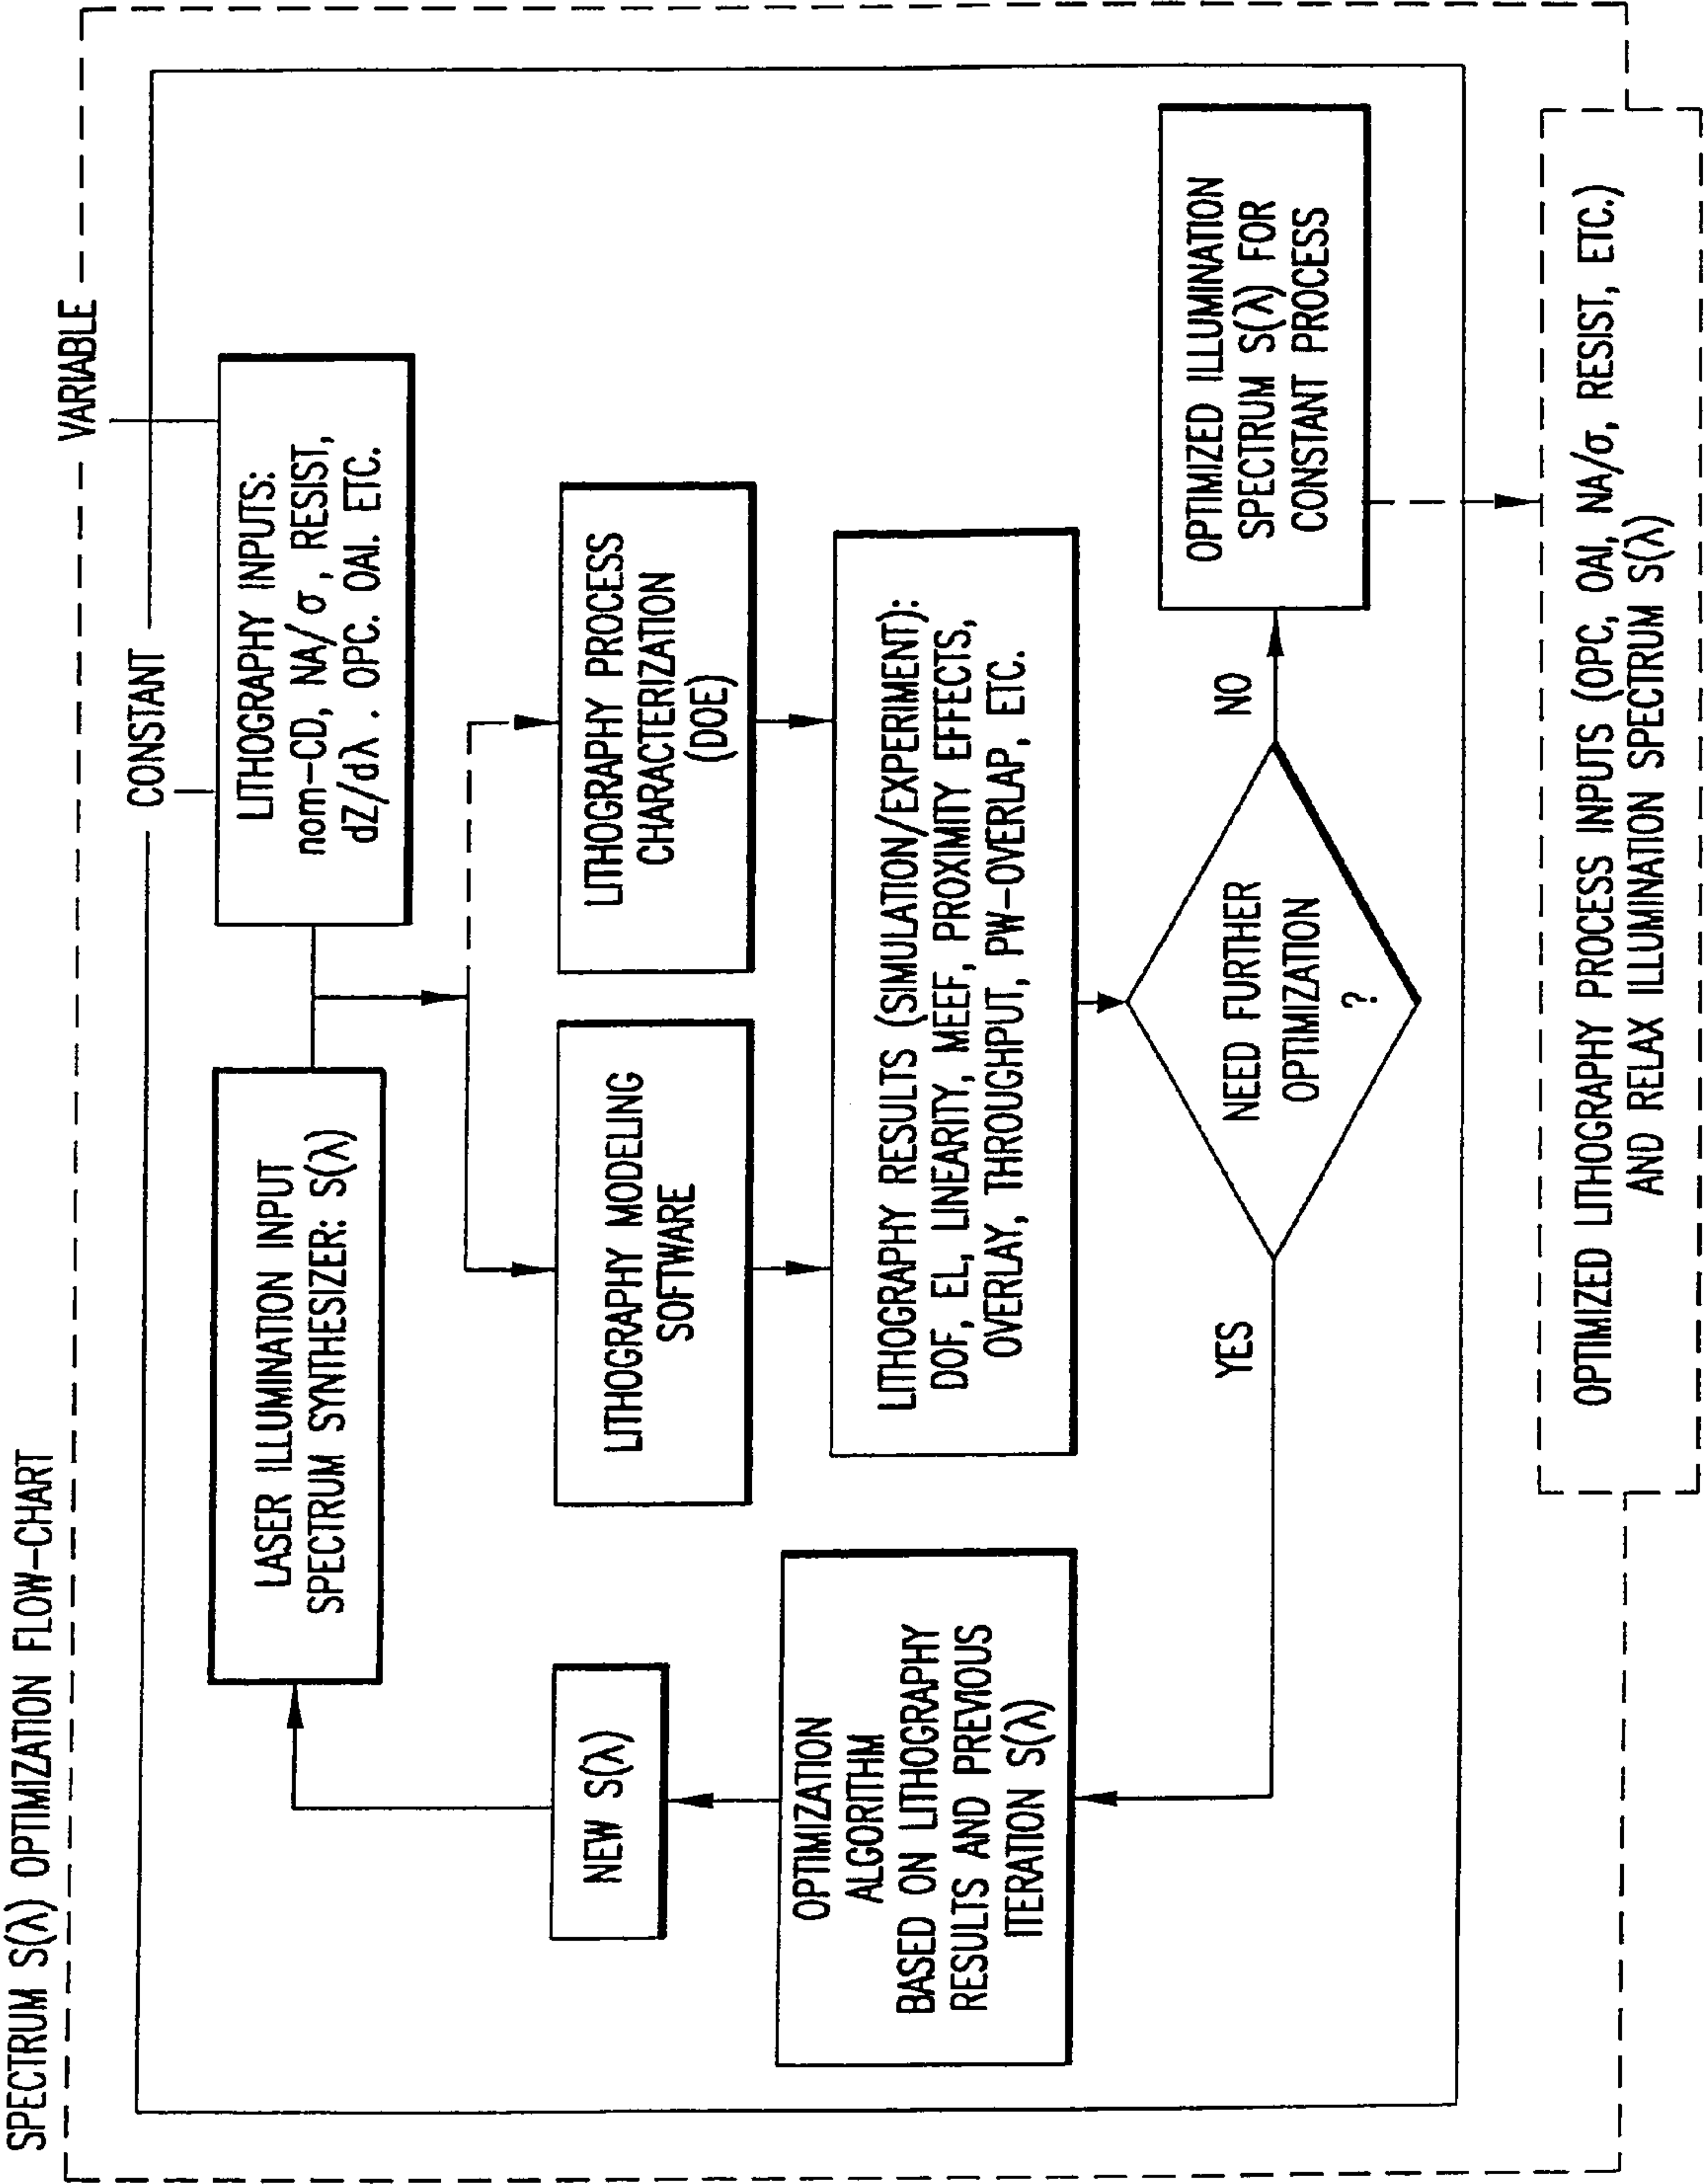 SPECTRUM S(λ) OPTIMIZATION FLOW-CHART
VARIABLE
CONSTANT
LASER ILLUMINATION INPUT
SPECTRUM SYNTHESIZER: S(λ)
LITHOGRAPHY INPUTS:
nom-CD, NA/σ, RESIST,
dZ/dλ . OPC. OAI. ETC.
NEW S(λ)
LITHOGRAPHY MODELING
SOFTWARE
LITHOGRAPHY PROCESS
CHARACTERIZATION
(DOE)
OPTIMIZATION
ALGORITHM
BASED ON LITHOGRAPHY
RESULTS AND PREVIOUS
ITERATION S(λ)
LITHOGRAPHY RESULTS (SIMULATION/EXPERIMENT):
DOF, EL, LINEARITY, MEEF, PROXIMITY EFFECTS,
OVERLAY, THROUGHPUT, PW-OVERLAP, ETC.
YES
NEED FURTHER
OPTIMIZATION
?
NO
OPTIMIZED ILLUMINATION
SPECTRUM S(λ) FOR
CONSTANT PROCESS
OPTIMIZED LITHOGRAPHY PROCESS INPUTS (OPC, OAI, NA/σ, RESIST, ETC.)
AND RELAX ILLUMINATION SPECTRUM S(λ)